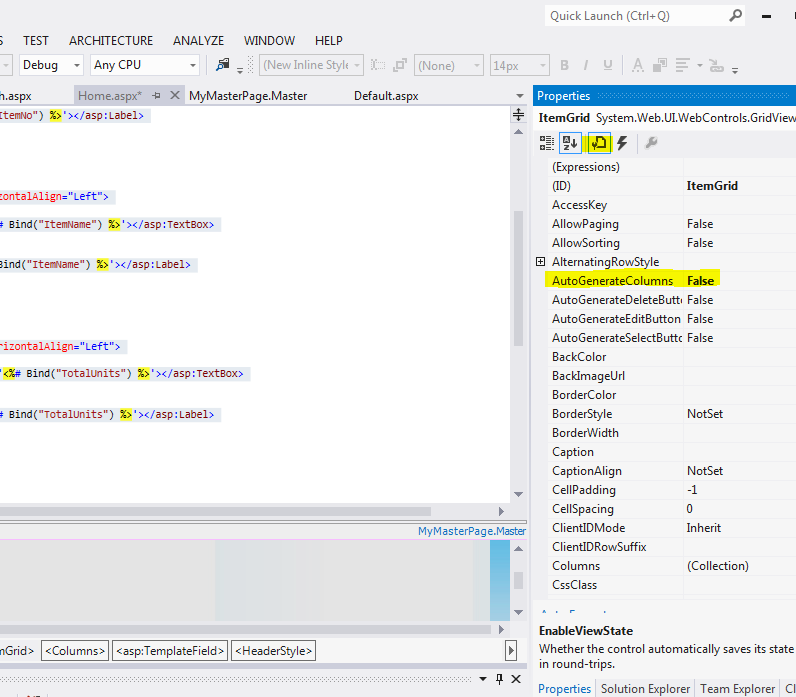 Quick Launch (Ctrl+Q)
S TEST ARCHITECTURE ANALYZE WINDOW HELP
Debug Any CPU (New Inline Style (None) 14px B I U A
h.aspx Home.aspx* MyMasterPage.Master Default.aspx
ItemNo") %>'></asp:Label>
zontalAlign="Left">
# Bind("ItemName") %>'></asp:TextBox>
Bind("ItemName") %>'></asp:Label>
rizontalAlign="Left">
'<%# Bind("TotalUnits") %>'></asp:TextBox>
# Bind("TotalUnits") %>'></asp:Label>
MyMasterPage.Master
mGrid> <Columns> <asp:TemplateField> <HeaderStyle>
Properties
ItemGrid System.Web.UI.WebControls.GridView
(Expressions)
(ID) ItemGrid
AccessKey
AllowPaging False
AllowSorting False
AlternatingRowStyle
AutoGenerateColumns False
AutoGenerateDeleteButto False
AutoGenerateEditButton False
AutoGenerateSelectButto False
BackColor
BackImageUrl
BorderColor
BorderStyle NotSet
BorderWidth
Caption
CaptionAlign NotSet
CellPadding -1
CellSpacing 0
ClientIDMode Inherit
ClientIDRowSuffix
Columns (Collection)
CssClass
EnableViewState
Whether the control automatically saves its state
in round-trips.
Properties Solution Explorer Team Explorer Cl